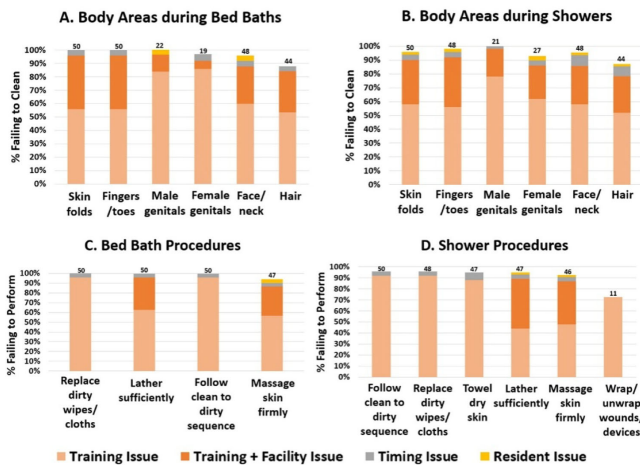 A. Body Areas during Bed Baths
% Failing to Clean
100%
90%
80%
70%
60%
50%
40%
30%
20%
10%
0%
50 50 22 19 21 44
Skin folds
Fingers /toes
Male genitals
Female genitals
Face/ neck
Hair
B. Body Areas during Showers
% Failing to Clean
100%
90%
80%
70%
60%
50%
40%
30%
20%
10%
0%
50 48 21 27 48 44
Skin folds
Fingers /toes
Male genitals
Female genitals
Face/ neck
Hair
C. Bed Bath Procedures
% Failing to Perform
100%
90%
80%
70%
60%
50%
40%
30%
20%
10%
0%
50 50 50 47
Replace dirty wipes/ cloths
Lather sufficiently
Follow clean to dirty sequence
Massage skin firmly
D. Shower Procedures
% Failing to Perform
100%
90%
80%
70%
60%
50%
40%
30%
20%
10%
0%
50 48 47 47 46 11
Follow clean to dirty sequence
Replace dirty wipes/ cloths
Towel dry skin
Lather sufficiently
Massage skin firmly
Wrap/ unwrap wounds, devices
Training Issue
Training + Facility Issue
Timing Issue
Resident Issue